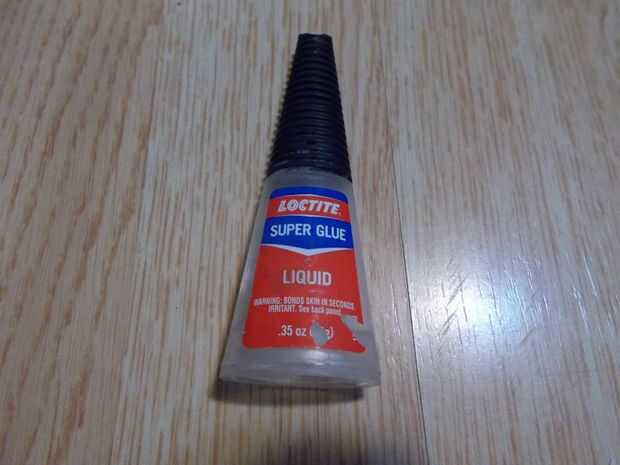 LOCTITE
SUPER GLUE
LIQUID
WARNING: BONDS SKIN IN SECONDS
IRRITANT. See back panel
.35 oz ( g)